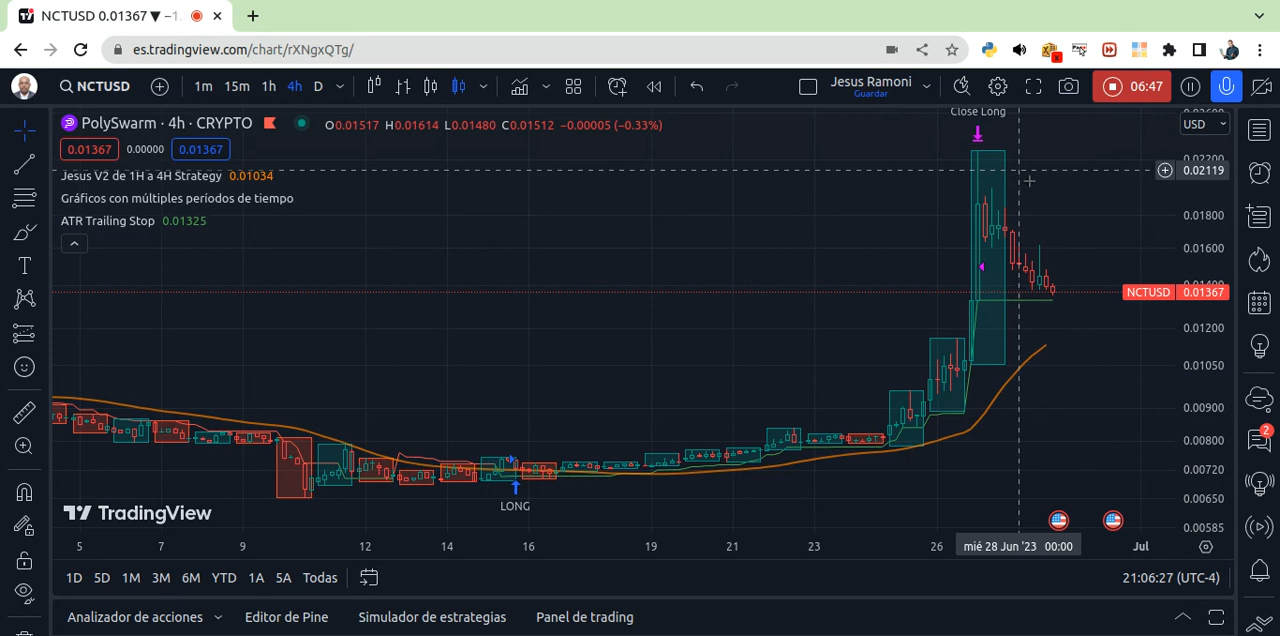 NCTUSD 0.01367 ▼ −1.
es.tradingview.com/chart/rXNgxQTg/
NCTUSD 1m 15m 1h 4h D Jesus Ramoni 06:47
Guardar
Close Long
PolySwarm · 4h · CRYPTO O0.01517 H0.01614 L0.01480 C0.01512 −0.00005 (−0.33%) USD
0.01367 0.00000 0.01367
0.02200
Jesus V2 de 1H a 4H Strategy 0.01034 0.02119
Gráficos con múltiples períodos de tiempo
ATR Trailing Stop 0.01325 0.01800
0.01600
NCTUSD 0.01367
0.01200
0.01050
0.00900
2
0.00800
0.00720
0.00650
LONG
TradingView
0.00585
5 7 9 12 14 16 19 21 23 26 mié 28 Jun '23 00:00 Jul
1D 5D 1M 3M 6M YTD 1A 5A Todas 21:06:27 (UTC-4)
Analizador de acciones Editor de Pine Simulador de estrategias Panel de trading